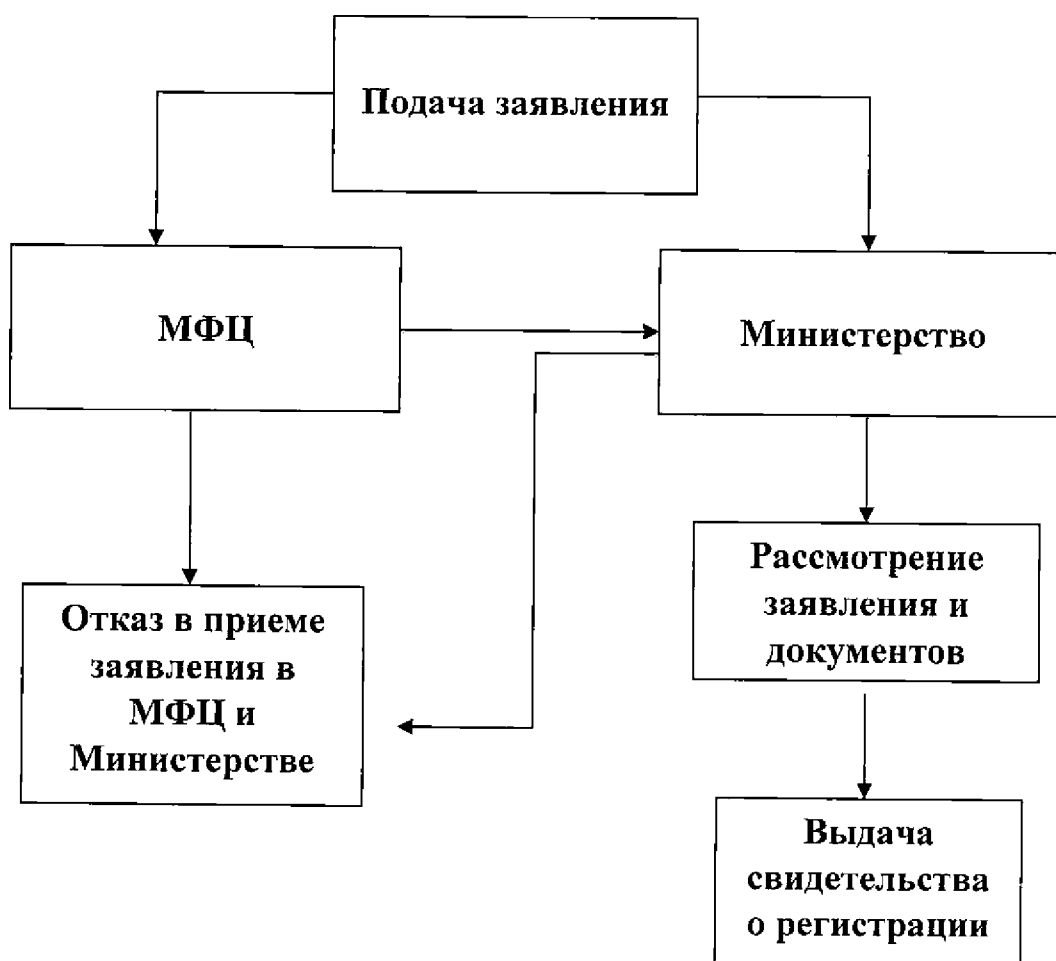 Подача заявления
МФЦ
Министерство
Отказ в приеме
заявления в
МФЦ и
Министерстве
Рассмотрение
заявления и
документов
Выдача
свидетельства
о регистрации